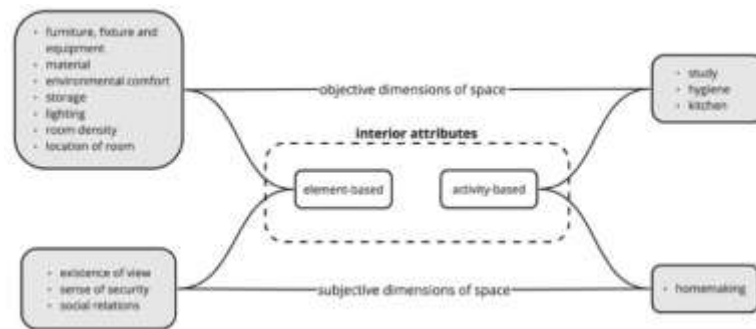 • furniture, fixture and
equipment
• material
• environmental comfort
• storage
• lighting
• room density
• location of room
objective dimensions of space
• study
• hygiene
• kitchen
interior attributes
element-based
activity-based
• existence of view
• sense of security
• social relations
subjective dimensions of space
• homemaking